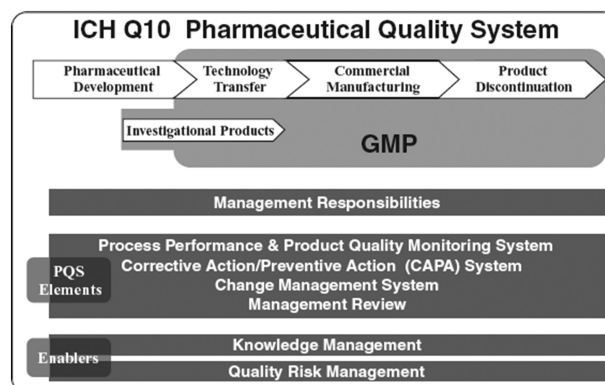 ICH Q10 Pharmaceutical Quality System
Pharmaceutical
Development
Technology
Transfer
Commercial
Manufacturing
Product
Discontinuation
Investigational Products
GMP
Management Responsibilities
PQS
Elements
Process Performance & Product Quality Monitoring System
Corrective Action/Preventive Action (CAPA) System
Change Management System
Management Review
Enablers
Knowledge Management
Quality Risk Management